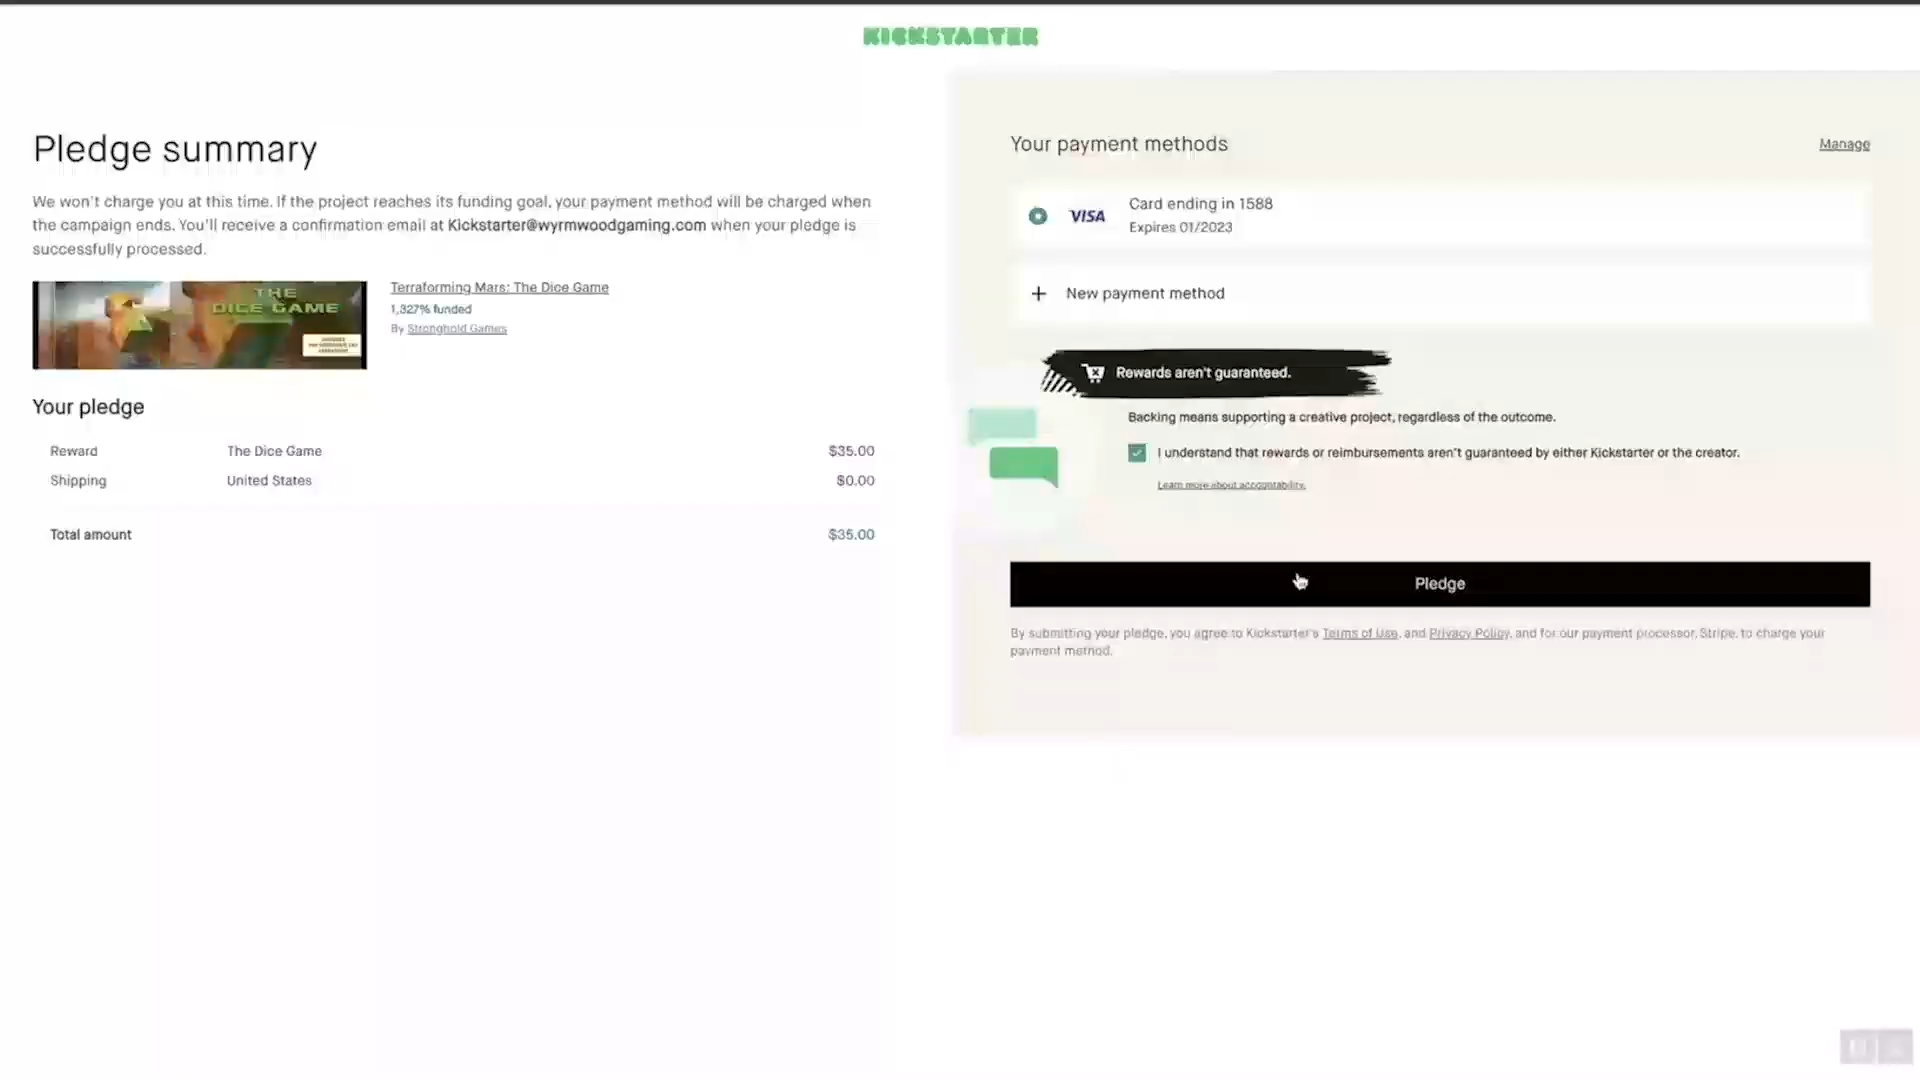 KICKSTARTER
Pledge summary
We won't charge you at this time. If the project reaches its funding goal, your payment method will be charged when
the campaign ends. You'll receive a confirmation email at Kickstarter@wyrmwoodgaming.com when your pledge is
successfully processed.
THE
DICE GAME
Terraforming Mars: The Dice Game
1,327% funded
By Stronghold Games
Your pledge
Reward The Dice Game $35.00
Shipping United States $0.00
Total amount $35.00
Your payment methods Manage
VISA
Card ending in 1588
Expires 01/2023
+ New payment method
Rewards aren't guaranteed.
Backing means supporting a creative project, regardless of the outcome.
I understand that rewards or reimbursements aren't guaranteed by either Kickstarter or the creator.
Learn more about accountability.
Pledge
By submitting your pledge, you agree to Kickstarter's Terms of Use, and Privacy Policy, and for our payment processor, Stripe, to charge your
payment method.